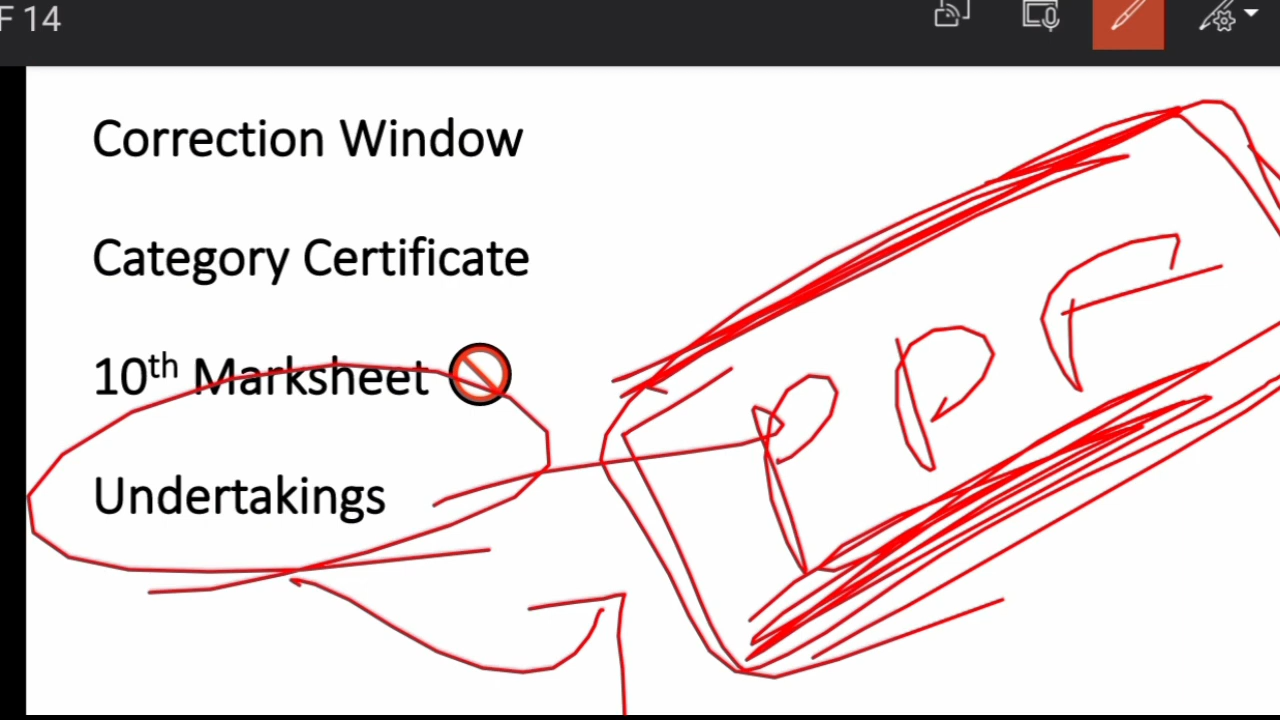 F 14
Correction Window
Category Certificate
10th Marksheet
Undertakings
PPF